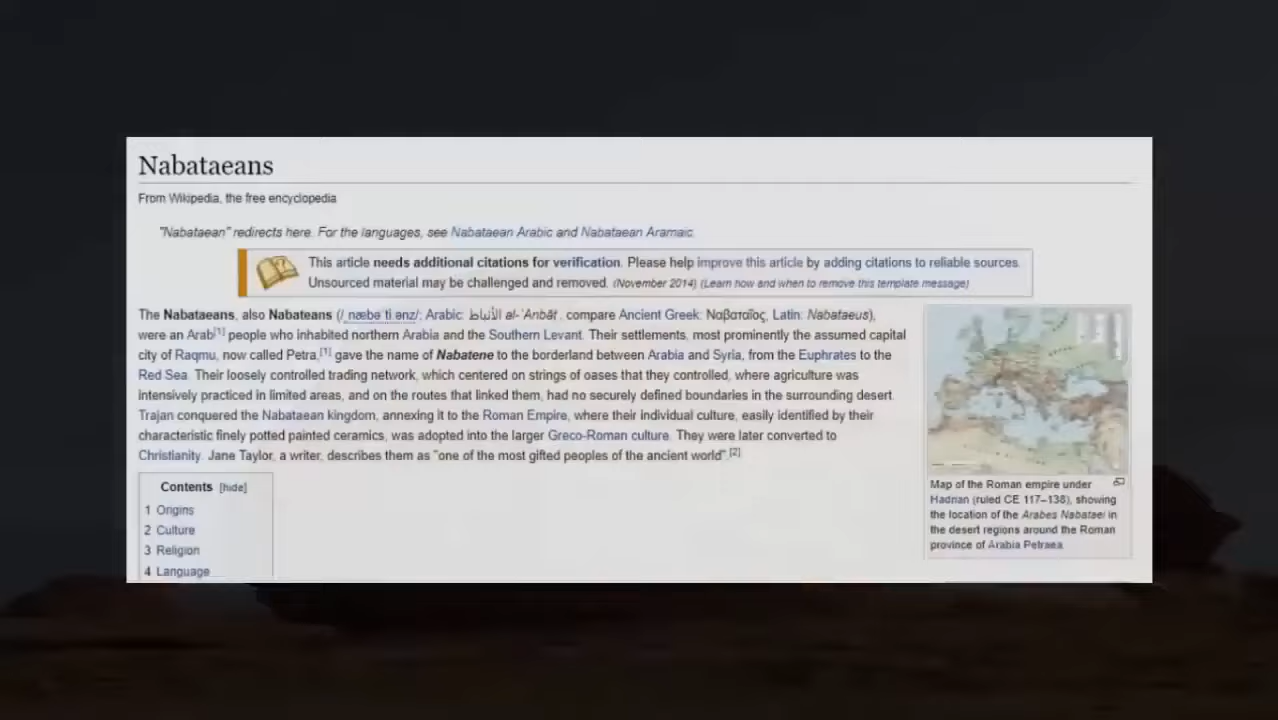 Nabataeans
From Wikipedia, the free encyclopedia
"Nabataean" redirects here. For the languages, see Nabataean Arabic and Nabataean Aramaic.
This article needs additional citations for verification. Please help improve this article by adding citations to reliable sources.
Unsourced material may be challenged and removed. (November 2014) (Learn how and when to remove this template message)
The Nabataeans, also Nabateans (/ˌnæbəˈtiːənz/; Arabic: الأنباط al-ʾAnbāṭ, compare Ancient Greek: Ναβαταῖος, Latin: Nabataeus),
were an Arab[1] people who inhabited northern Arabia and the Southern Levant. Their settlements, most prominently the assumed capital
city of Raqmu, now called Petra,[1] gave the name of Nabatene to the borderland between Arabia and Syria, from the Euphrates to the
Red Sea. Their loosely controlled trading network, which centered on strings of oases that they controlled, where agriculture was
intensively practiced in limited areas, and on the routes that linked them, had no securely defined boundaries in the surrounding desert.
Trajan conquered the Nabataean kingdom, annexing it to the Roman Empire, where their individual culture, easily identified by their
characteristic finely potted painted ceramics, was adopted into the larger Greco-Roman culture. They were later converted to
Christianity. Jane Taylor, a writer, describes them as "one of the most gifted peoples of the ancient world".[2]
Map of the Roman empire under
Hadrian (ruled CE 117–138), showing
the location of the Arabes Nabataei in
the desert regions around the Roman
province of Arabia Petraea
Contents [hide]
1 Origins
2 Culture
3 Religion
4 Language